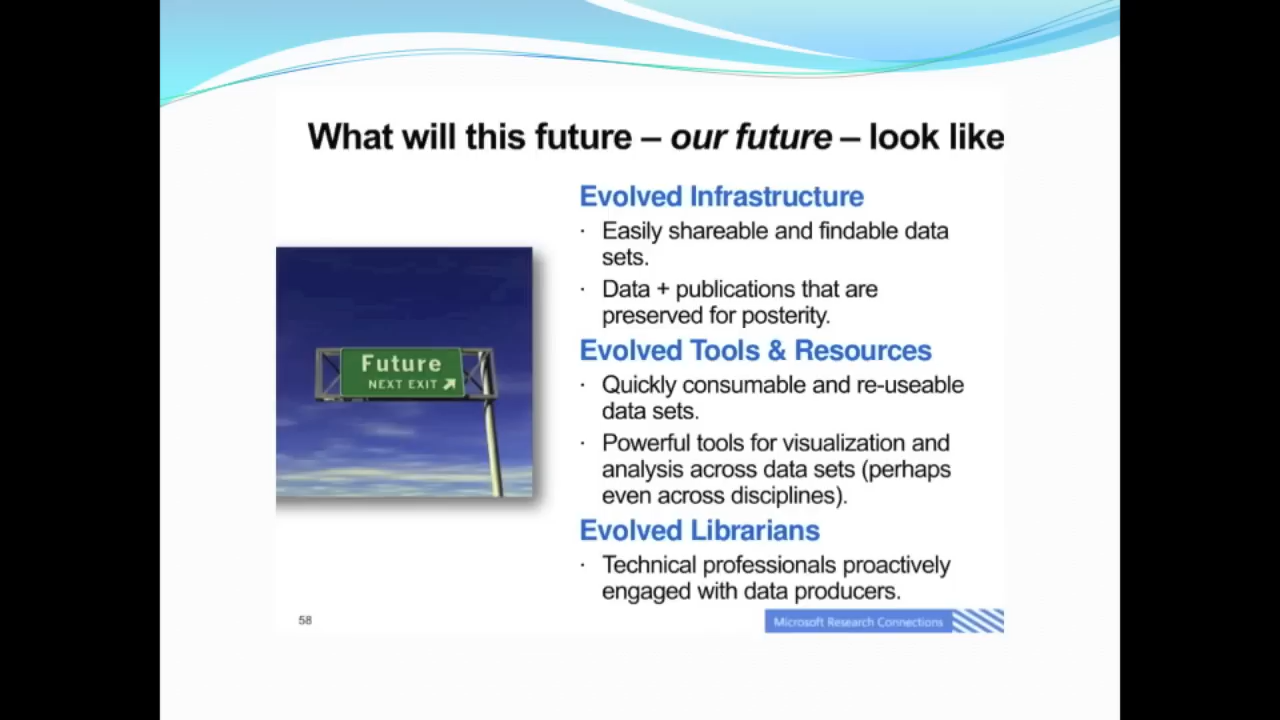 What will this future – our future – look like
Evolved Infrastructure
· Easily shareable and findable data
sets.
· Data + publications that are
preserved for posterity.
Future
NEXT EXIT
Evolved Tools & Resources
· Quickly consumable and re-useable
data sets.
· Powerful tools for visualization and
analysis across data sets (perhaps
even across disciplines).
Evolved Librarians
· Technical professionals proactively
engaged with data producers.
58
Microsoft Research Connections